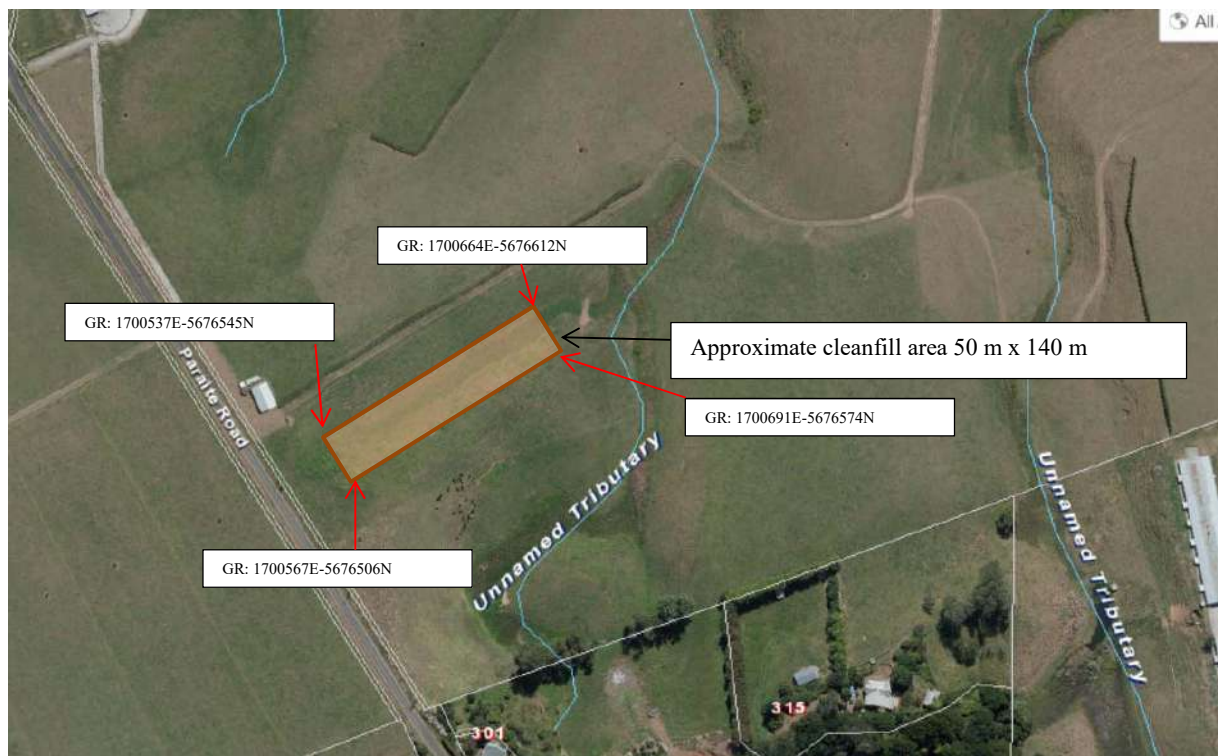 All
GR: 1700664E-5676612N
GR: 1700537E-5676545N
Approximate cleanfill area 50 m x 140 m
Paraite Road
GR: 1700691E-5676574N
Unnamed Tributary
Unnamed Tributary
GR: 1700567E-5676506N
315
301